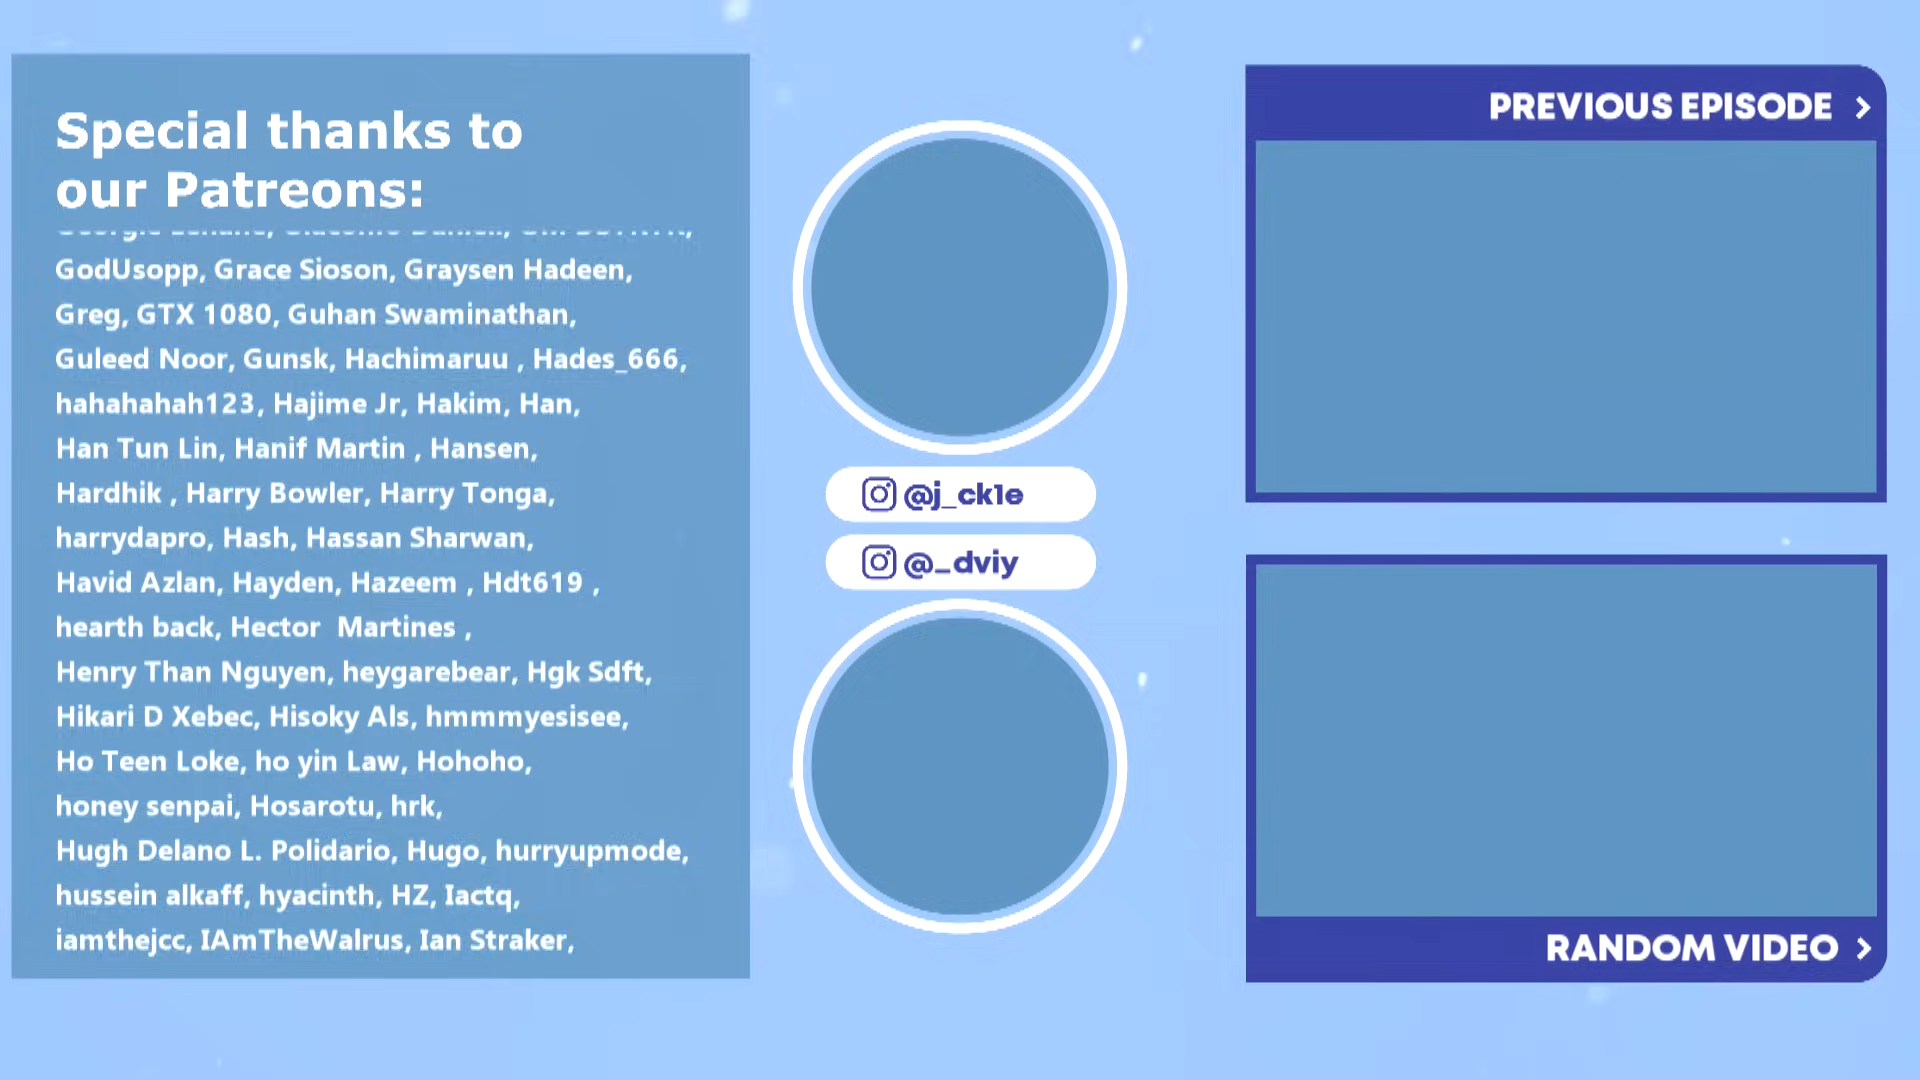 Special thanks to
our Patreons:
GodUsopp, Grace Sioson, Graysen Hadeen,
Greg, GTX 1080, Guhan Swaminathan,
Guleed Noor, Gunsk, Hachimaruu , Hades_666,
hahahahah123, Hajime Jr, Hakim, Han,
Han Tun Lin, Hanif Martin , Hansen,
Hardhik , Harry Bowler, Harry Tonga,
harrydapro, Hash, Hassan Sharwan,
Havid Azlan, Hayden, Hazeem , Hdt619 ,
hearth back, Hector  Martines ,
Henry Than Nguyen, heygarebear, Hgk Sdft,
Hikari D Xebec, Hisoky Als, hmmmyesisee,
Ho Teen Loke, ho yin Law, Hohoho,
honey senpai, Hosarotu, hrk,
Hugh Delano L. Polidario, Hugo, hurryupmode,
hussein alkaff, hyacinth, HZ, Iactq,
iamthejcc, IAmTheWalrus, Ian Straker,
@j_ck1e
@_dviy
PREVIOUS EPISODE >
RANDOM VIDEO >